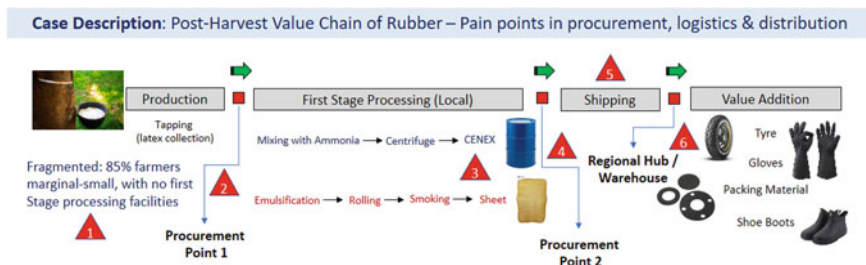 Case Description: Post-Harvest Value Chain of Rubber – Pain points in procurement, logistics & distribution
5
Production
First Stage Processing (Local)
Shipping
Value Addition
Tapping
(latex collection)
Mixing with Ammonia
Centrifuge
CENEX
4
6
Tyre
Regional Hub /
Warehouse
Gloves
Fragmented: 85% farmers
marginal-small, with no first
Stage processing facilities
2
3
Packing Material
Emulsification
Rolling
Smoking
Sheet
1
Shoe Boots
Procurement
Point 1
Procurement
Point 2